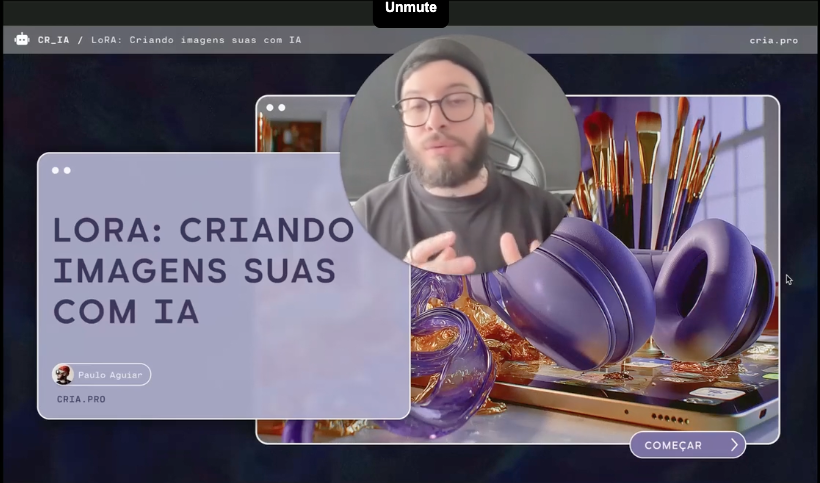 Unmute
CR_IA / LoRA: Criando imagens suas com IA
cria.pro
LORA: CRIANDO
IMAGENS SUAS
COM IA
Paulo Aguiar
CRIA.PRO
COMEÇAR